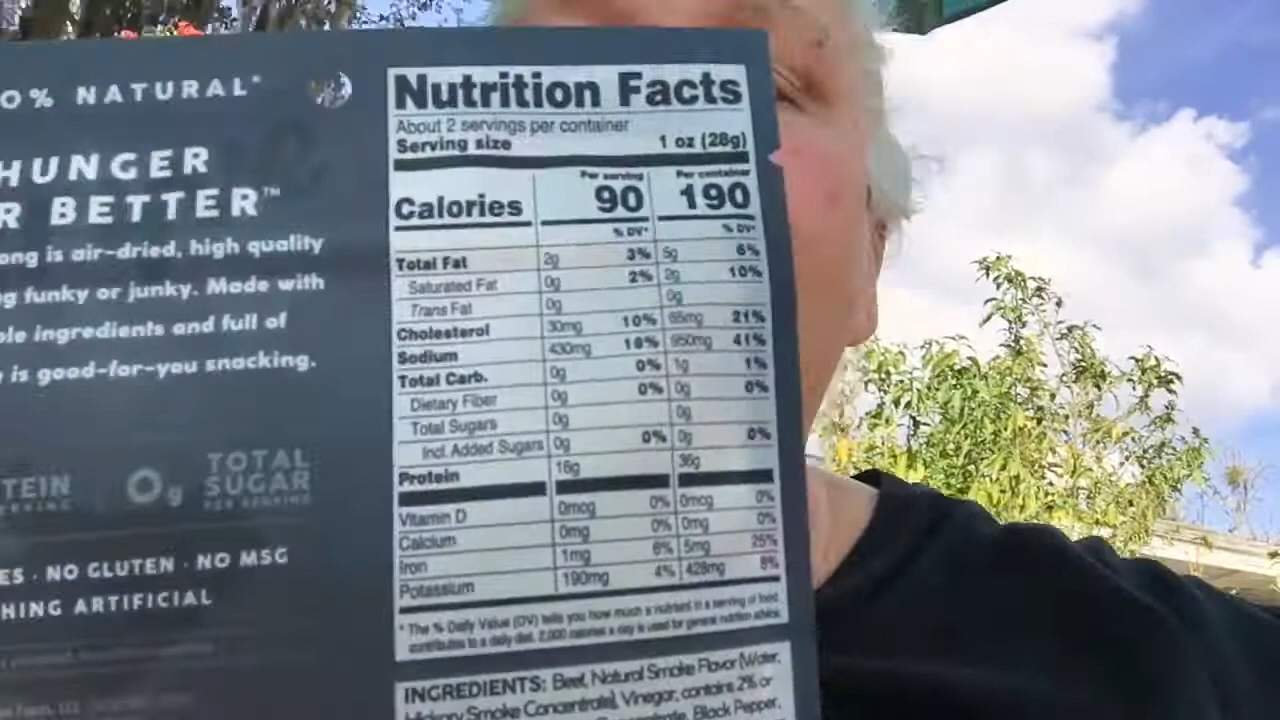 0% NATURAL*
HUNGER
R BETTER™
ong is air-dried, high quality
g funky or junky. Made with
ole ingredients and full of
is good-for-you snacking.
TEIN
0g TOTAL
SUGAR
PER SERVING
ES · NO GLUTEN · NO MSG
HING ARTIFICIAL
Nutrition Facts
About 2 servings per container
Serving size 1 oz (28g)
Per serving Per container
Calories 90 190
% DV* % DV*
Total Fat 2g 3% 5g 6%
Saturated Fat 0g 2% 2g 10%
Trans Fat 0g 0g
Cholesterol 30mg 10% 65mg 21%
Sodium 430mg 18% 950mg 41%
Total Carb. 0g 0% 1g 1%
Dietary Fiber 0g 0% 0g 0%
Total Sugars 0g 0g
Incl. Added Sugars 0g 0% 0g 0%
Protein 16g 36g
Vitamin D 0mcg 0% 0mcg 0%
Calcium 0mg 0% 0mg 0%
Iron 1mg 6% 5mg 25%
Potassium 190mg 4% 428mg 8%
* The % Daily Value (DV) tells you how much a nutrient in a serving of food
contributes to a daily diet. 2,000 calories a day is used for general nutrition advice.
INGREDIENTS: Beef, Natural Smoke Flavor (Water,
Hickory Smoke Concentrate), Vinegar, contains 2% or
Concentrate, Black Pepper,